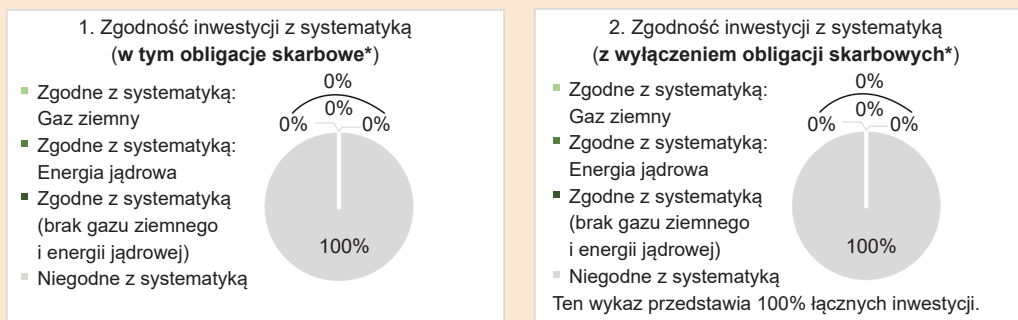 1. Zgodność inwestycji z systematyką
(w tym obligacje skarbowe*)
Zgodne z systematyką:
Gaz ziemny
Zgodne z systematyką:
Energia jądrowa
Zgodne z systematyką
(brak gazu ziemnego
i energii jądrowej)
Niegodne z systematyką
0%
0%
0%
0%
100%
2. Zgodność inwestycji z systematyką
(z wyłączeniem obligacji skarbowych*)
Zgodne z systematyką:
Gaz ziemny
Zgodne z systematyką:
Energia jądrowa
Zgodne z systematyką
(brak gazu ziemnego
i energii jądrowej)
Niegodne z systematyką
0%
0%
0%
0%
100%
Ten wykaz przedstawia 100% łącznych inwestycji.